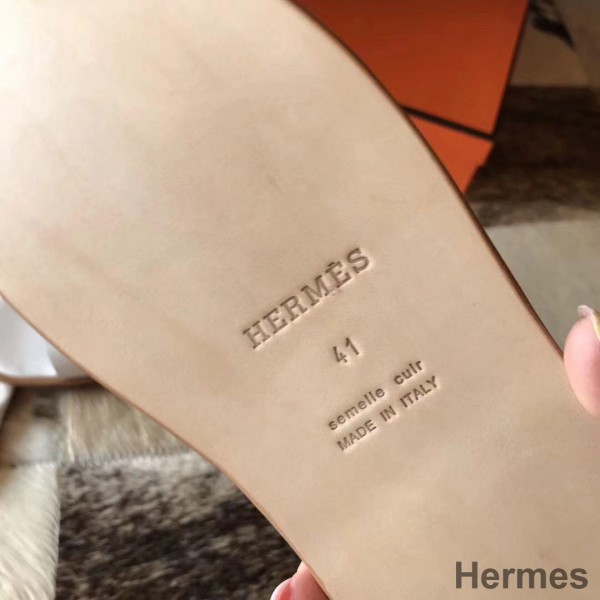 HERMÈS
41
semelle cuir
MADE IN ITALY
Hermes